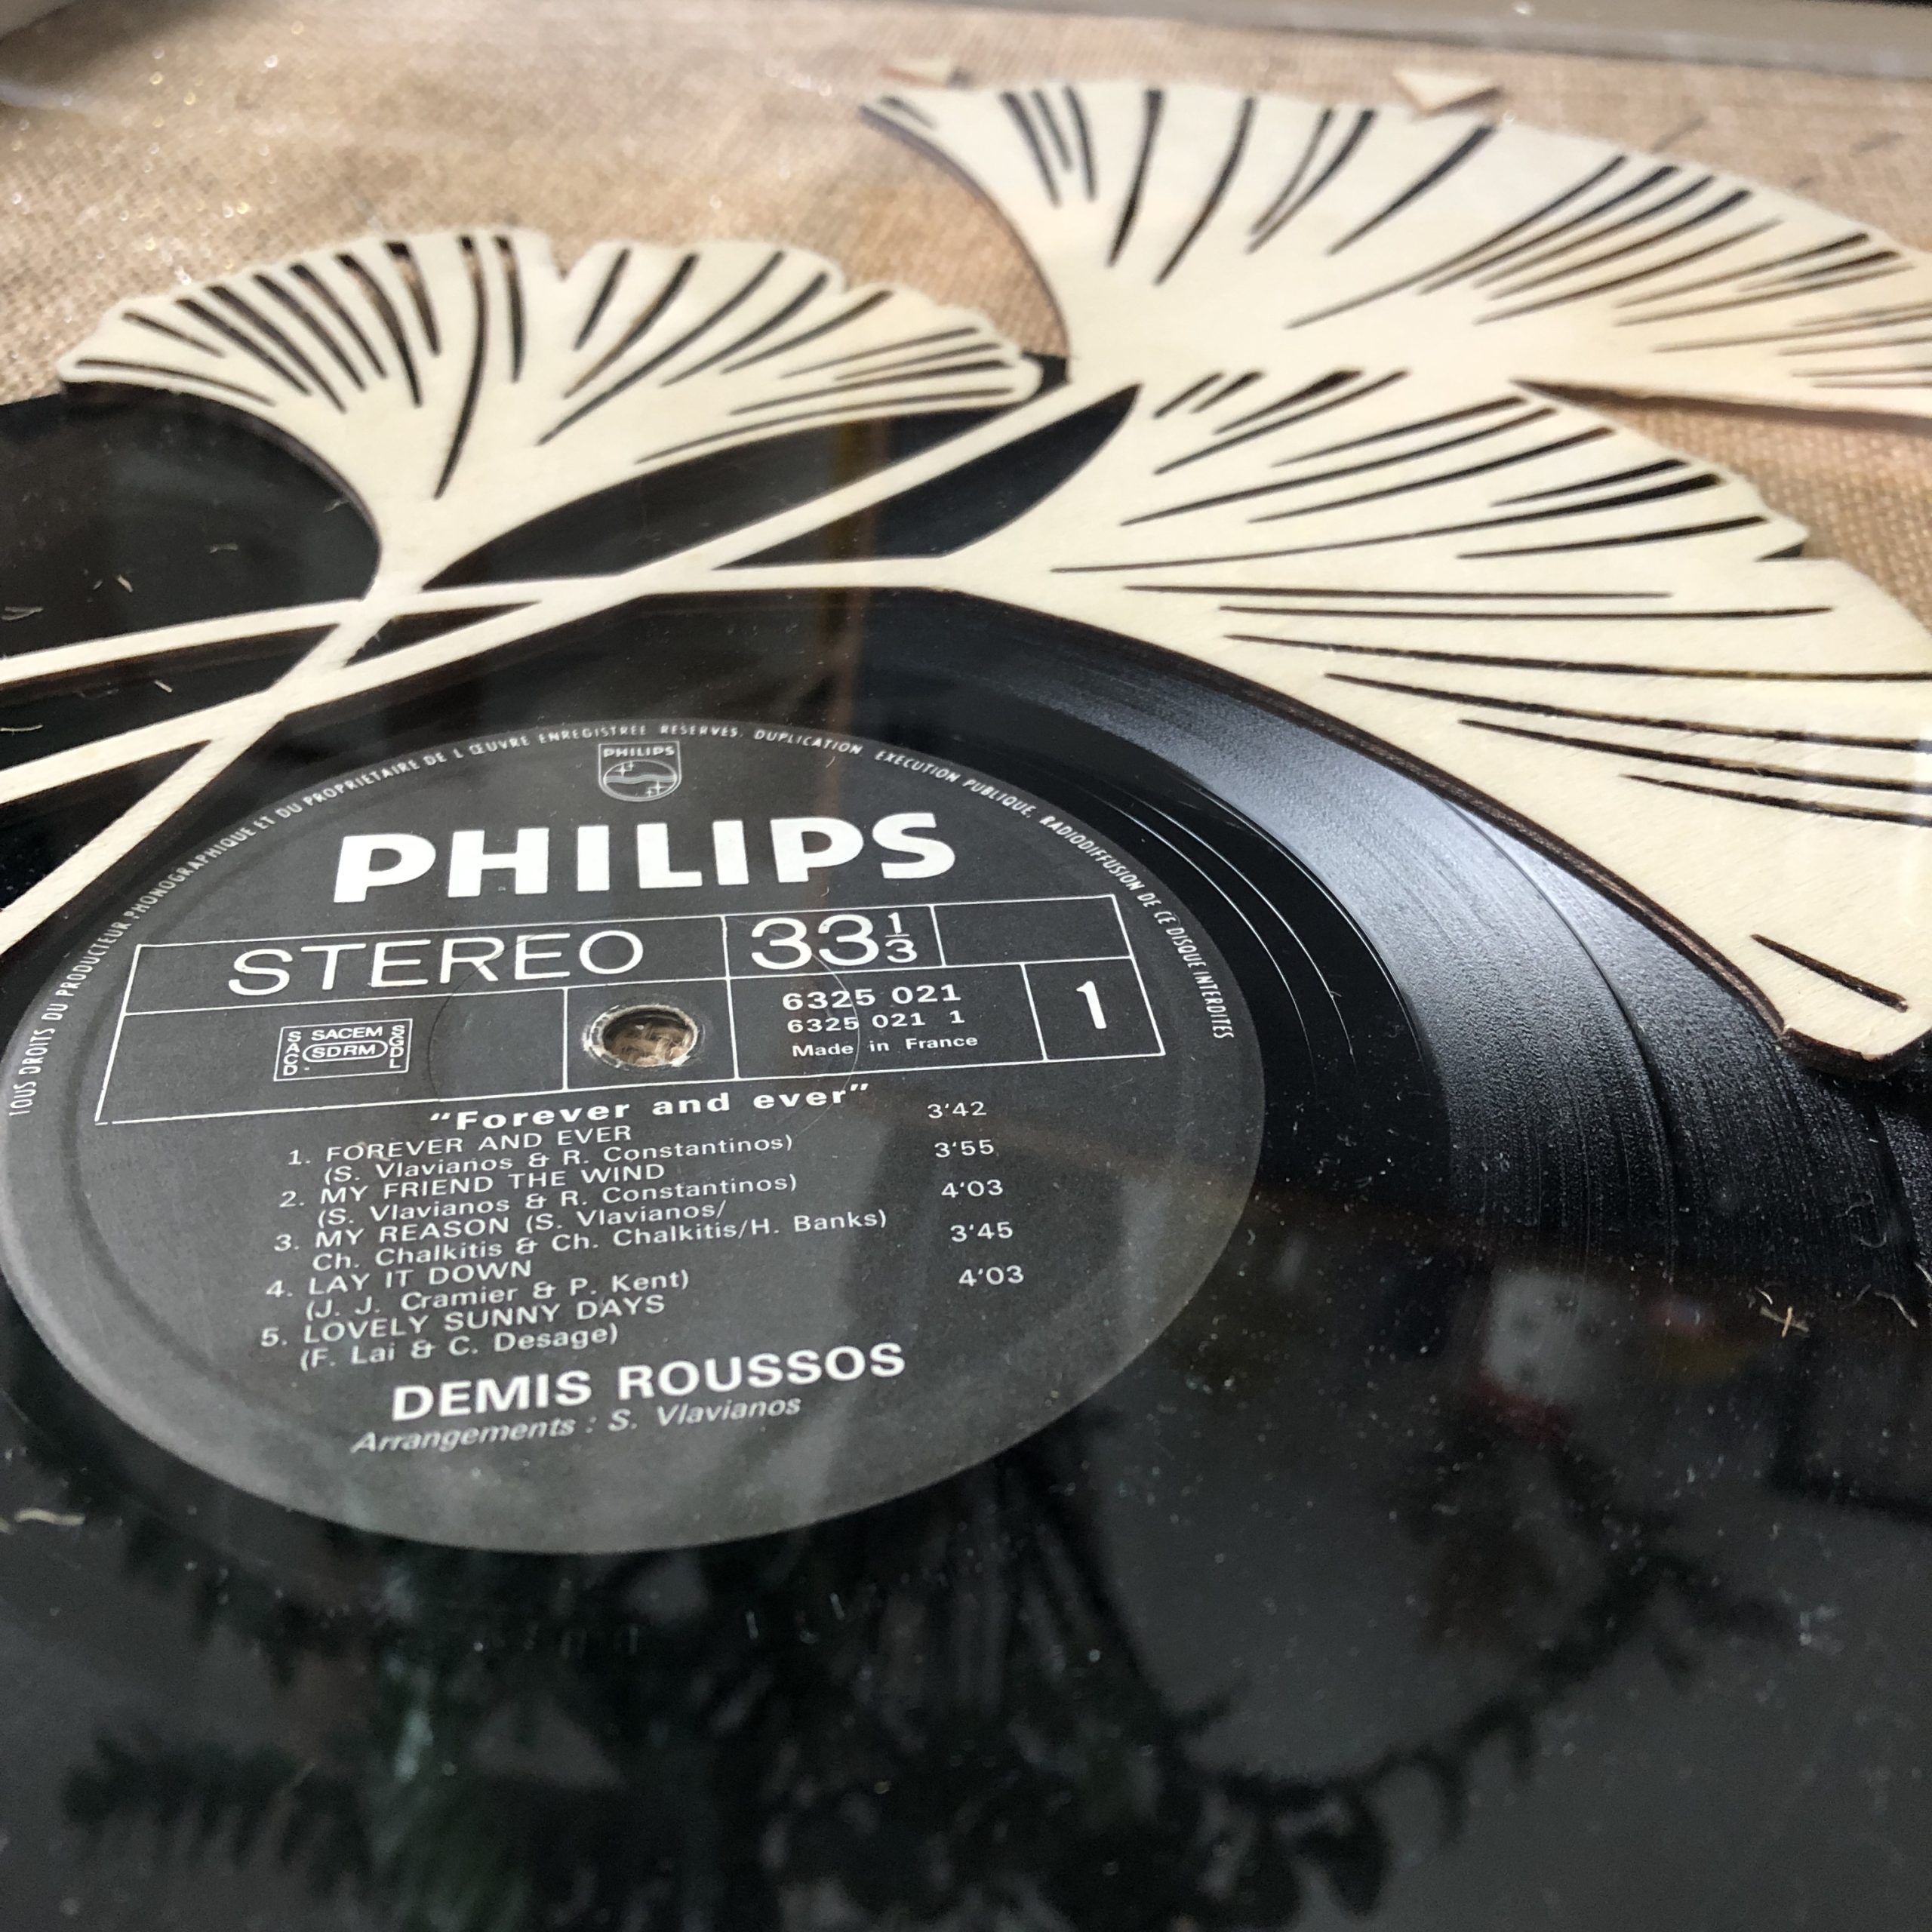 TOUS DROITS DU PRODUCTEUR PHONOGRAPHIQUE ET DU PROPRIETAIRE DE L ŒUVRE ENREGISTREE RESERVES. DUPLICATION EXECUTION PUBLIQUE. RADIODIFFUSION DE CE DISQUE INTERDITES
PHILIPS
PHILIPS
STEREO 33 1/3
SACD SACEM SGDL
SDRM
6325 021
6325 021 1
Made in France
1
"Forever and ever"
1. FOREVER AND EVER 3'42
(S. Vlavianos & R. Constantinos)
2. MY FRIEND THE WIND 3'55
(S. Vlavianos & R. Constantinos)
3. MY REASON (S. Vlavianos/ 4'03
Ch. Chalkitis & Ch. Chalkitis/H. Banks)
4. LAY IT DOWN 3'45
(J. J. Cramier & P. Kent)
5. LOVELY SUNNY DAYS 4'03
(F. Lai & C. Desage)
DEMIS ROUSSOS
Arrangements : S. Vlavianos